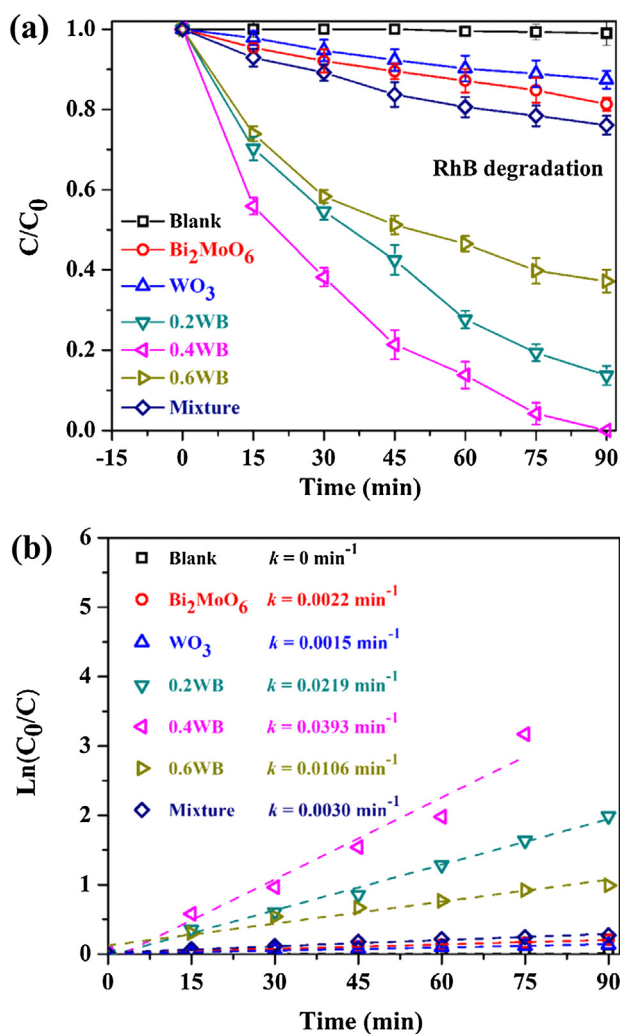 (a)
1.0
0.8
0.6
0.4
0.2
0.0
C/C0
RhB degradation
Blank
Bi2MoO6
WO3
0.2WB
0.4WB
0.6WB
Mixture
-15 0 15 30 45 60 75 90
Time (min)
(b)
6
5
4
3
2
1
0
Ln(C0/C)
Blank k = 0 min-1
Bi2MoO6 k = 0.0022 min-1
WO3 k = 0.0015 min-1
0.2WB k = 0.0219 min-1
0.4WB k = 0.0393 min-1
0.6WB k = 0.0106 min-1
Mixture k = 0.0030 min-1
0 15 30 45 60 75 90
Time (min)